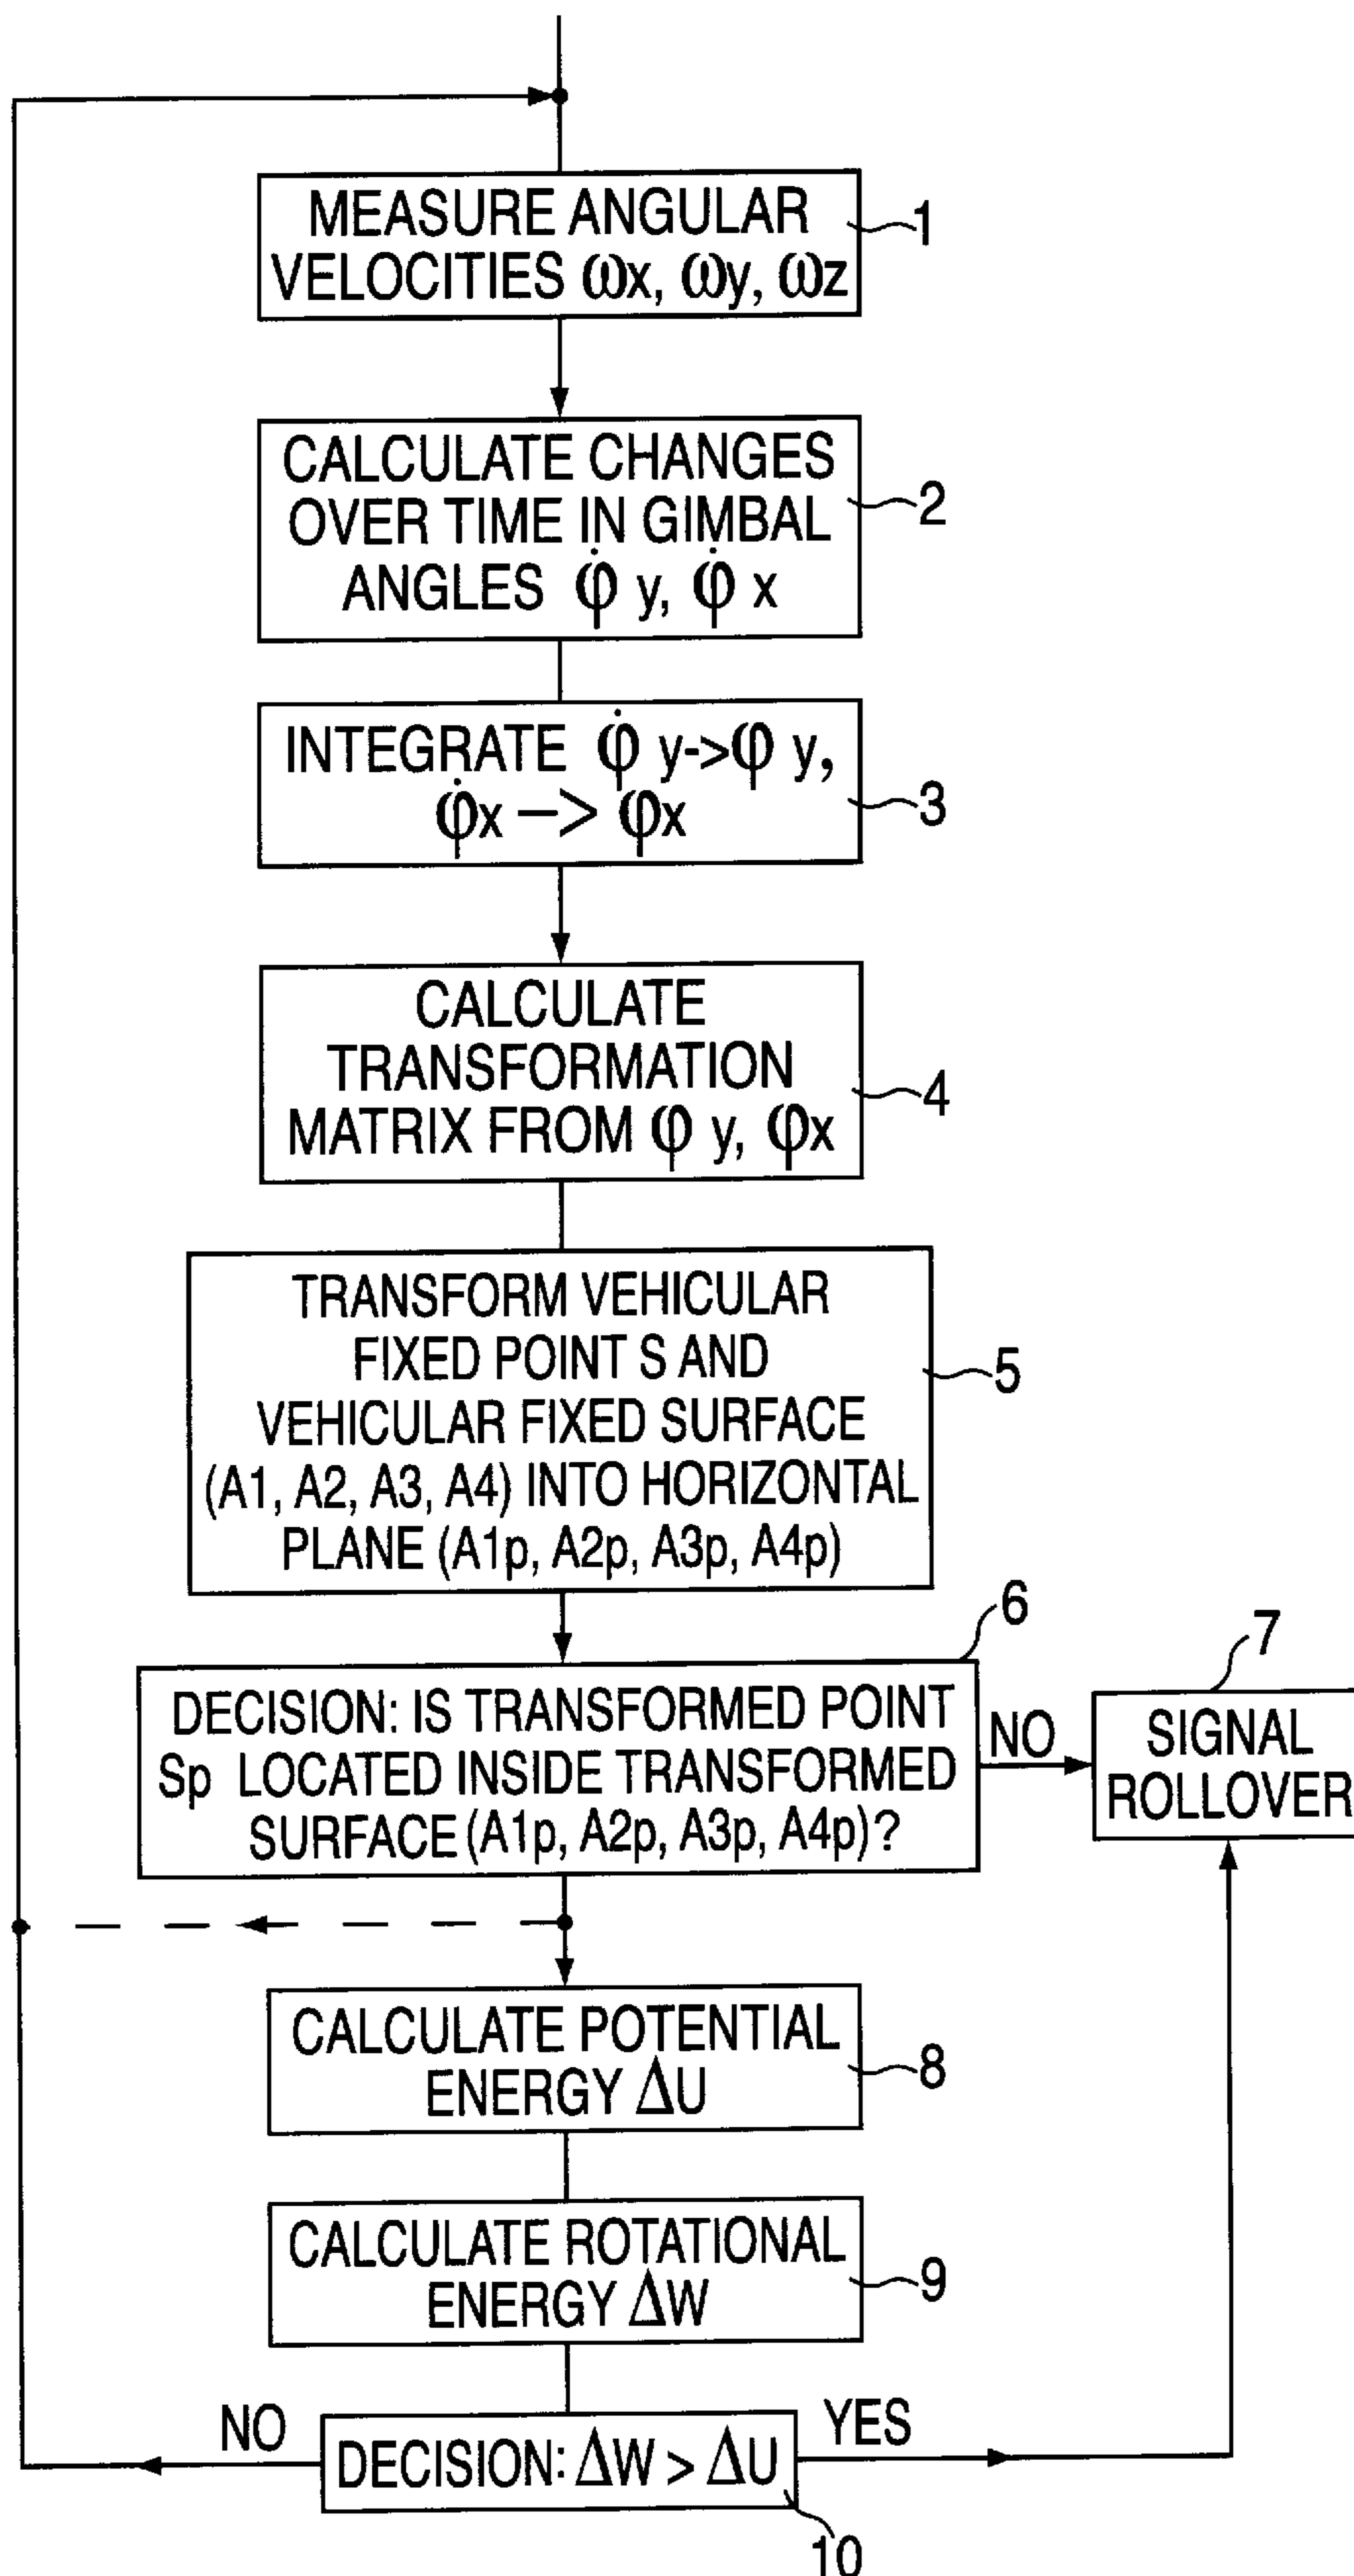 MEASURE ANGULAR
VELOCITIES ωx, ωy, ωz
1
CALCULATE CHANGES
OVER TIME IN GIMBAL
ANGLES φ̇ y, φ̇ x
2
INTEGRATE φ̇ y->φ y,
φ̇x –> φx
3
CALCULATE
TRANSFORMATION
MATRIX FROM φ y, φx
4
TRANSFORM VEHICULAR
FIXED POINT S AND
VEHICULAR FIXED SURFACE
(A1, A2, A3, A4) INTO HORIZONTAL
PLANE (A1p, A2p, A3p, A4p)
5
6
DECISION: IS TRANSFORMED POINT
Sp LOCATED INSIDE TRANSFORMED
SURFACE (A1p, A2p, A3p, A4p)?
NO
7
SIGNAL
ROLLOVER
CALCULATE POTENTIAL
ENERGY ΔU
8
CALCULATE ROTATIONAL
ENERGY ΔW
9
NO
DECISION: ΔW > ΔU
YES
10